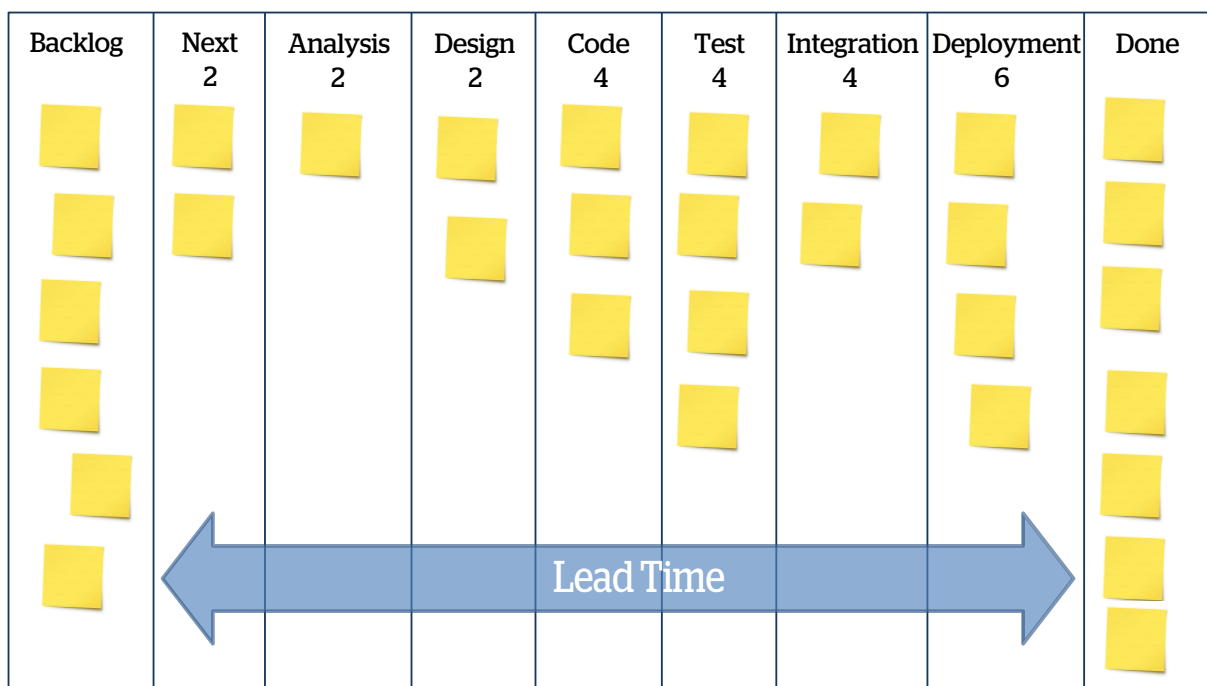 Backlog
Next
2
Analysis
2
Design
2
Code
4
Test
4
Integration
4
Deployment
6
Done
Lead Time